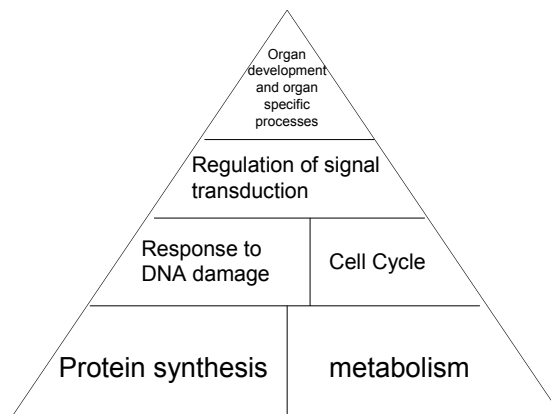 Organ
development
and organ
specific
processes
Regulation of signal
transduction
Response to
DNA damage
Cell Cycle
Protein synthesis
metabolism